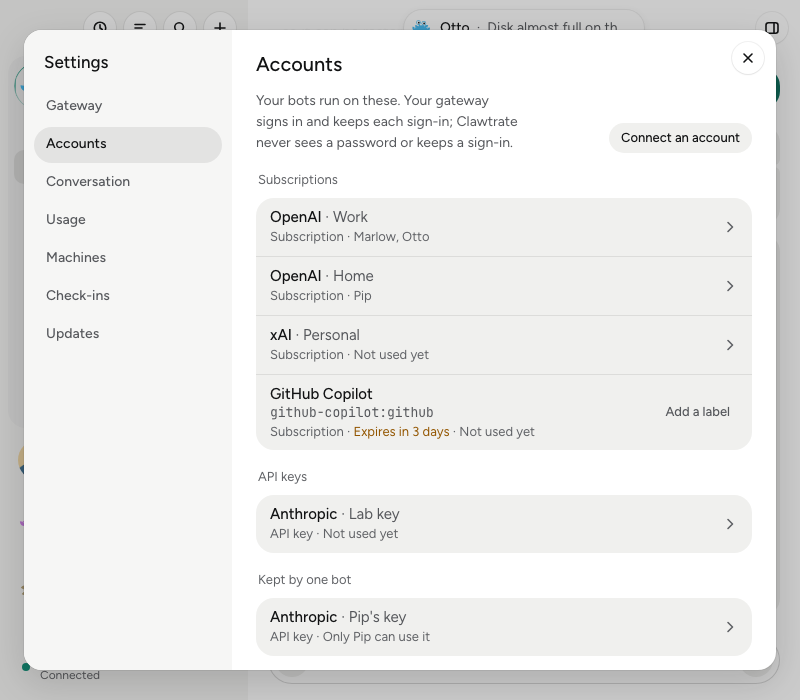 Otto · Disk almost full on th
Settings
Gateway
Accounts
Conversation
Usage
Machines
Check-ins
Updates
Accounts
Your bots run on these. Your gateway
signs in and keeps each sign-in; Clawtrate
never sees a password or keeps a sign-in.
Connect an account
Subscriptions
OpenAI · Work
Subscription · Marlow, Otto
OpenAI · Home
Subscription · Pip
xAI · Personal
Subscription · Not used yet
GitHub Copilot
github-copilot:github
Subscription · Expires in 3 days · Not used yet
Add a label
API keys
Anthropic · Lab key
API key · Not used yet
Kept by one bot
Anthropic · Pip's key
API key · Only Pip can use it
Connected